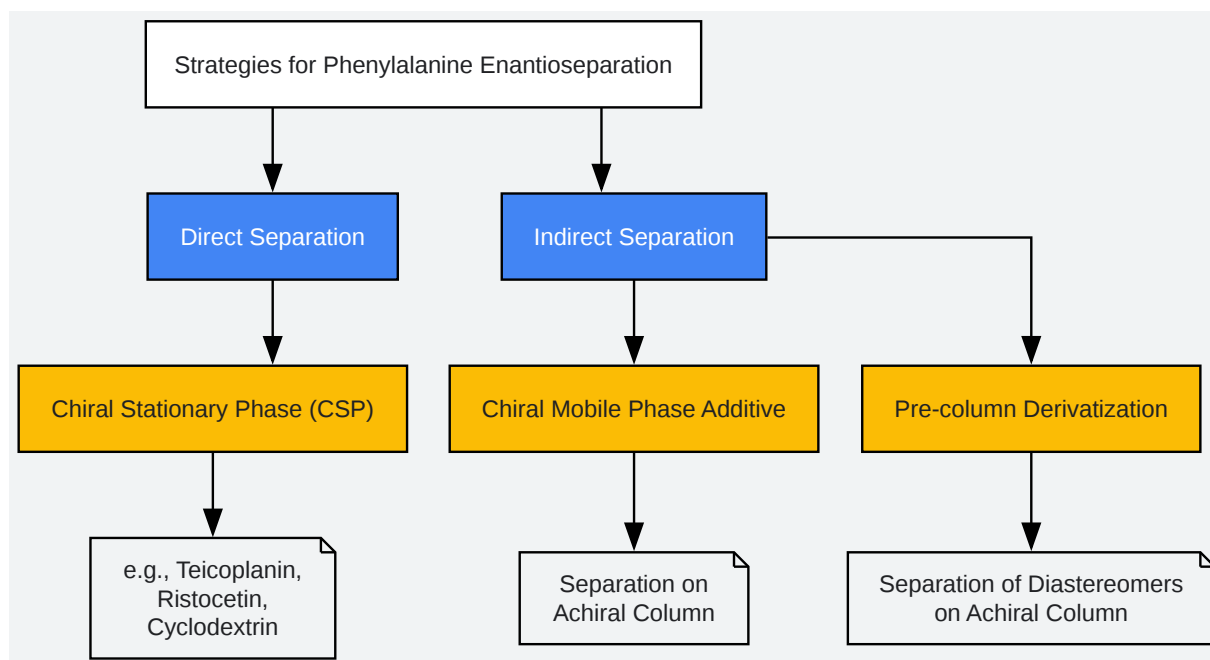 Strategies for Phenylalanine Enantioseparation
Direct Separation
Indirect Separation
Chiral Stationary Phase (CSP)
Chiral Mobile Phase Additive
Pre-column Derivatization
e.g., Teicoplanin,
Ristocetin,
Cyclodextrin
Separation on
Achiral Column
Separation of Diastereomers
on Achiral Column